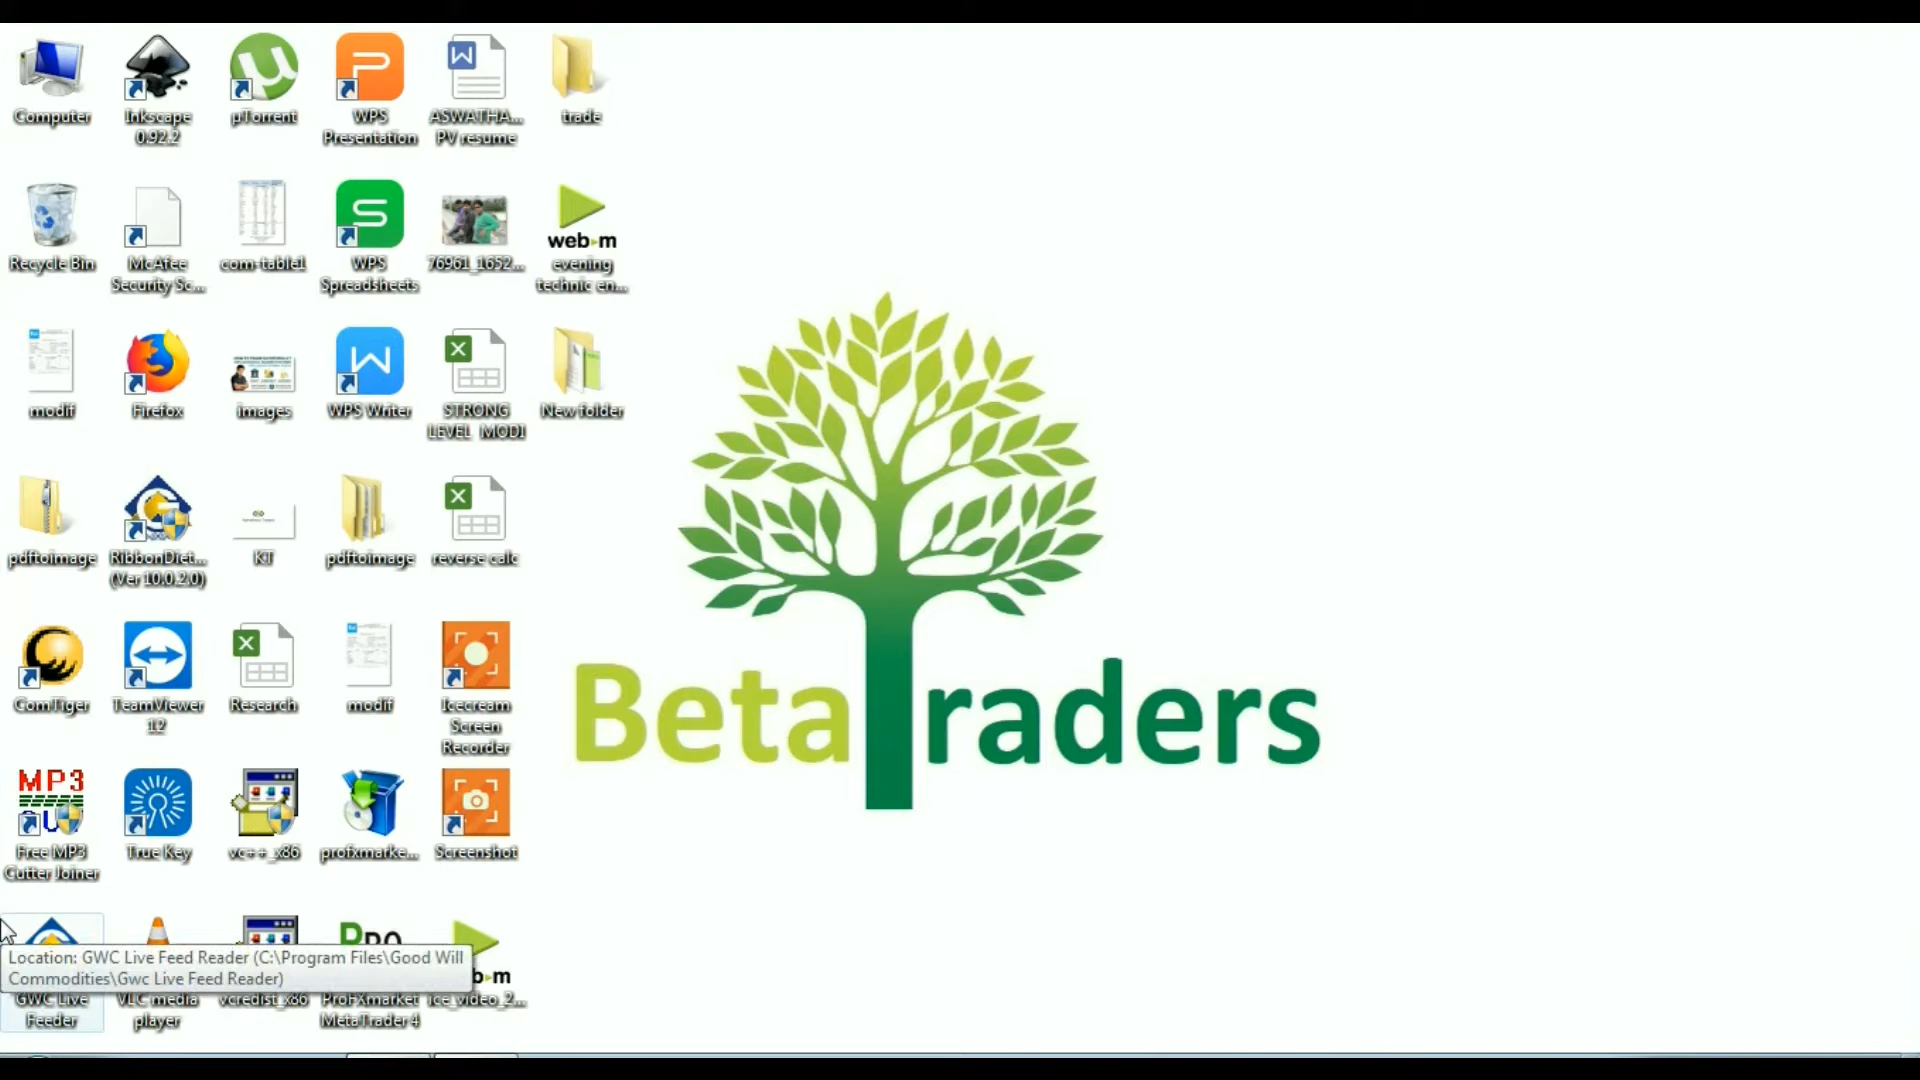 Computer
Inkscape
0.92.2
µTorrent
WPS
Presentation
ASWATHA...
PV resume
trade
Recycle Bin
McAfee
Security Sc...
com-table1
WPS
Spreadsheets
76961_1652...
web-m
evening
technic en...
modif
Firefox
images
WPS Writer
STRONG
LEVEL MODI
New folder
pdftoimage
RibbonDiet...
(Ver 10.0.2.0)
KT
pdftoimage
reverse calc
ComTiger
TeamViewer
12
Research
modif
Icecream
Screen
Recorder
BetaTraders
MP3
Free MP3
Cutter Joiner
True Key
vc++_x86
profxmarke...
Screenshot
Location: GWC Live Feed Reader (C:\Program Files\Good Will
Commodities\Gwc Live Feed Reader)
b-m
GWC Live
Feeder
VLC media
player
vcredist_x86
ProFXmarket
MetaTrader 4
ice_video_2...